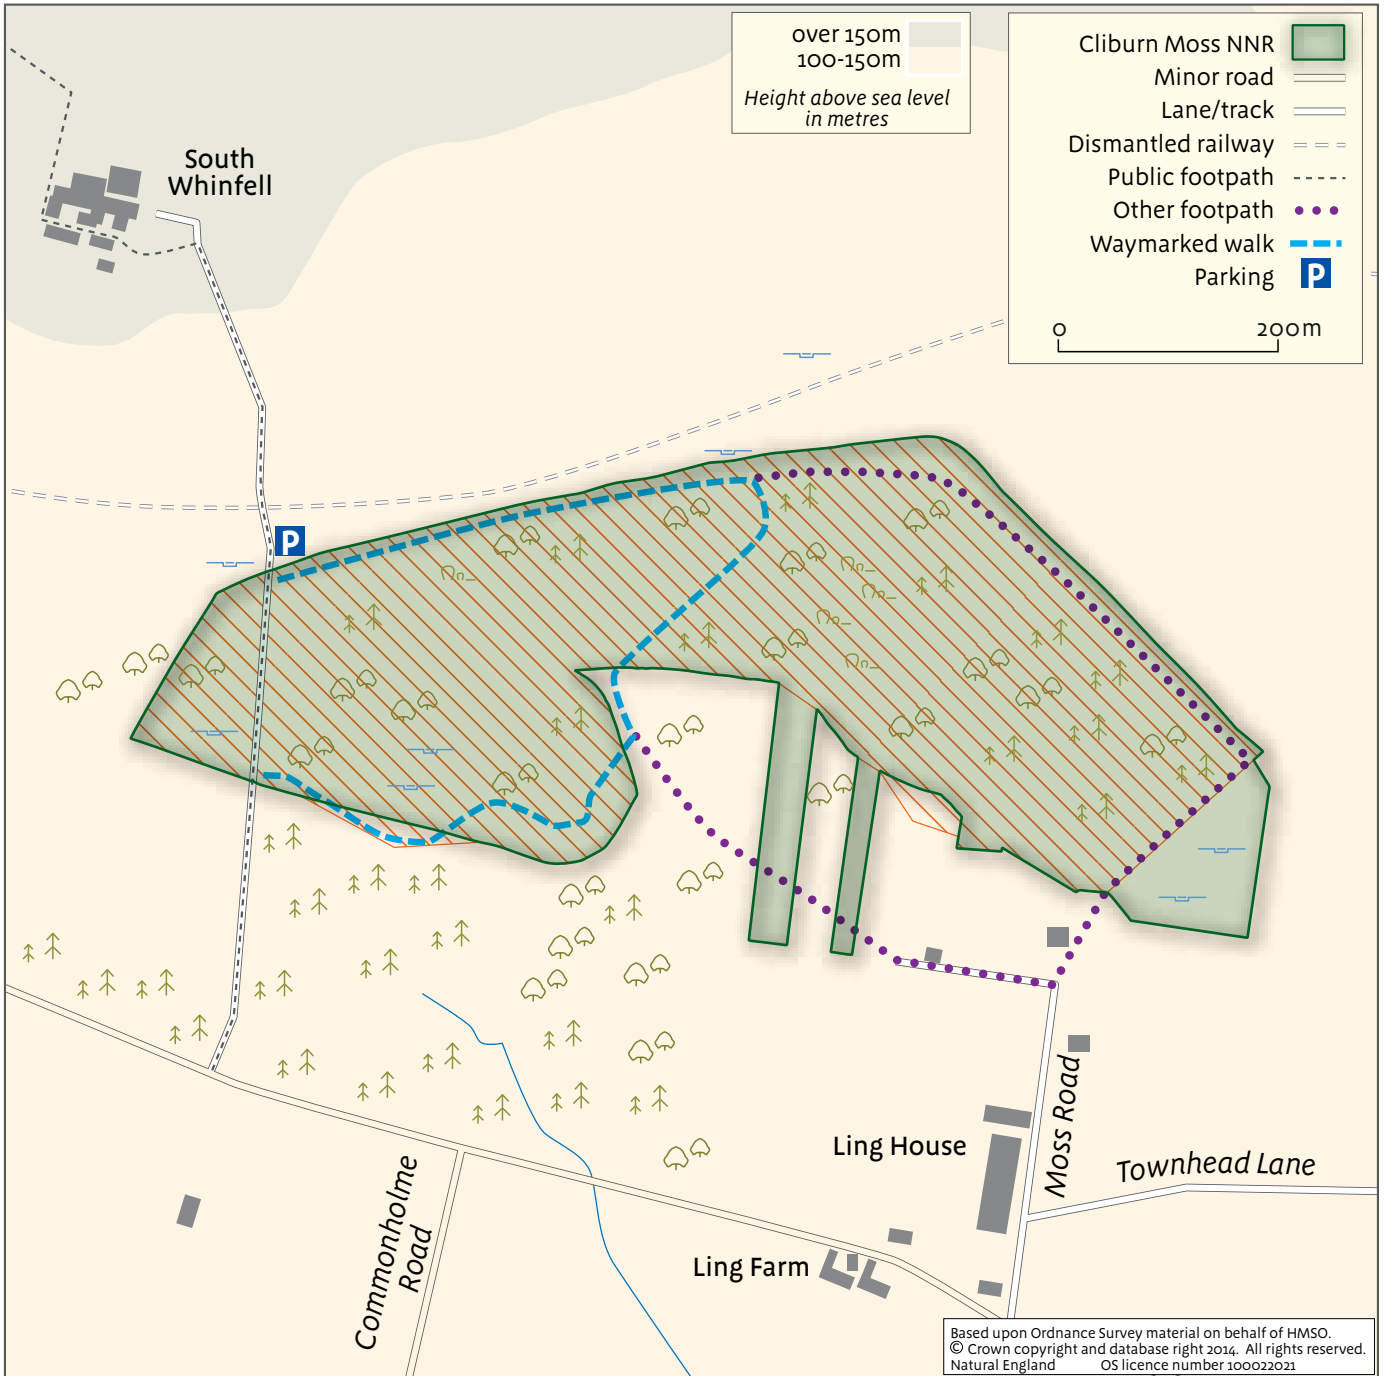 over 150m
100-150m
Height above sea level
in metres
Cliburn Moss NNR
Minor road
Lane/track
Dismantled railway
Public footpath
Other footpath
Waymarked walk
Parking P
0 200m
South
Whinfell
P
Ling House
Moss Road
Townhead Lane
Commonholme
Road
Ling Farm
Based upon Ordnance Survey material on behalf of HMSO.
© Crown copyright and database right 2014. All rights reserved.
Natural England OS licence number 100022021